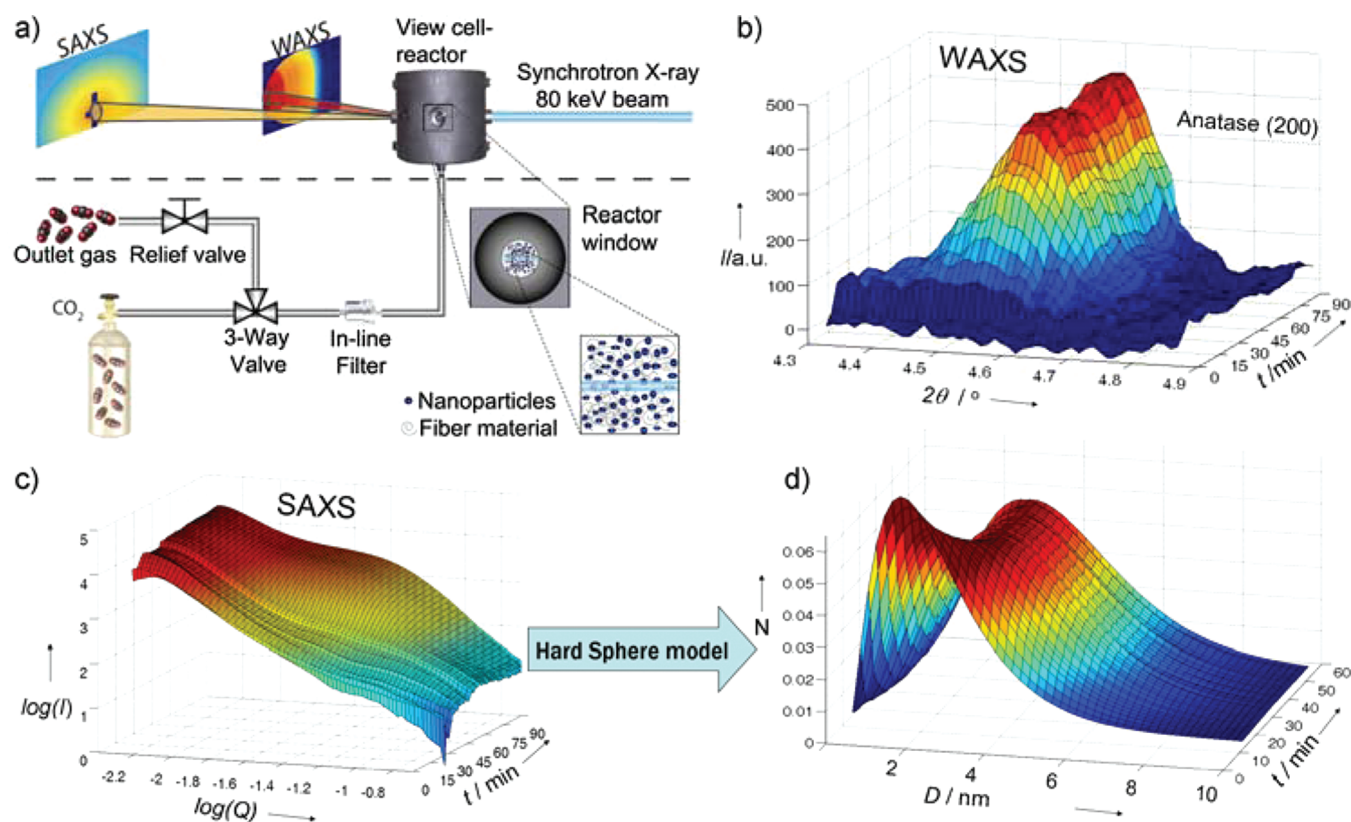 a)
SAXS
WAXS
View cell-
reactor
Synchrotron X-ray
80 keV beam
Outlet gas
Relief valve
Reactor
window
CO2
3-Way
Valve
In-line
Filter
Nanoparticles
Fiber material
b)
WAXS
Anatase (200)
500
400
300
200
100
0
I/a.u.
4.3
4.4
4.5
4.6
4.7
4.8
4.9
2θ / °
0
15
30
45
60
75
90
t /min
c)
SAXS
5
4
3
2
1
0
log(I)
-2.2
-2
-1.8
-1.6
-1.4
-1.2
-1
-0.8
log(Q)
0
15
30
45
60
75
90
t / min
Hard Sphere model
d)
N
0.06
0.05
0.04
0.03
0.02
0.01
0
2
4
6
8
10
D / nm
0
10
20
30
40
50
60
t / min